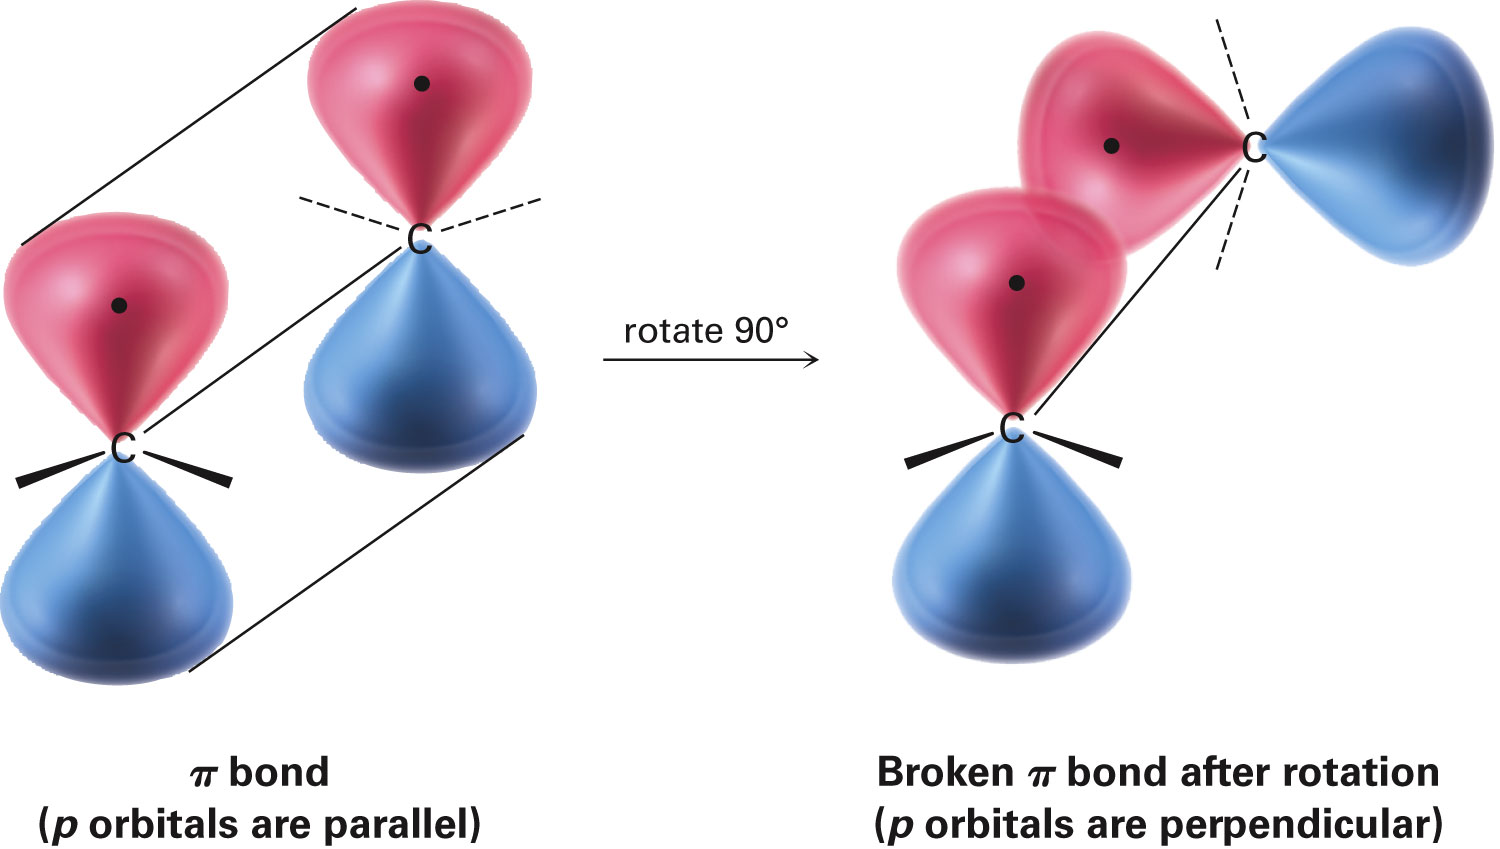 C
C
rotate 90°
C
C
π bond
(p orbitals are parallel)
Broken π bond after rotation
(p orbitals are perpendicular)